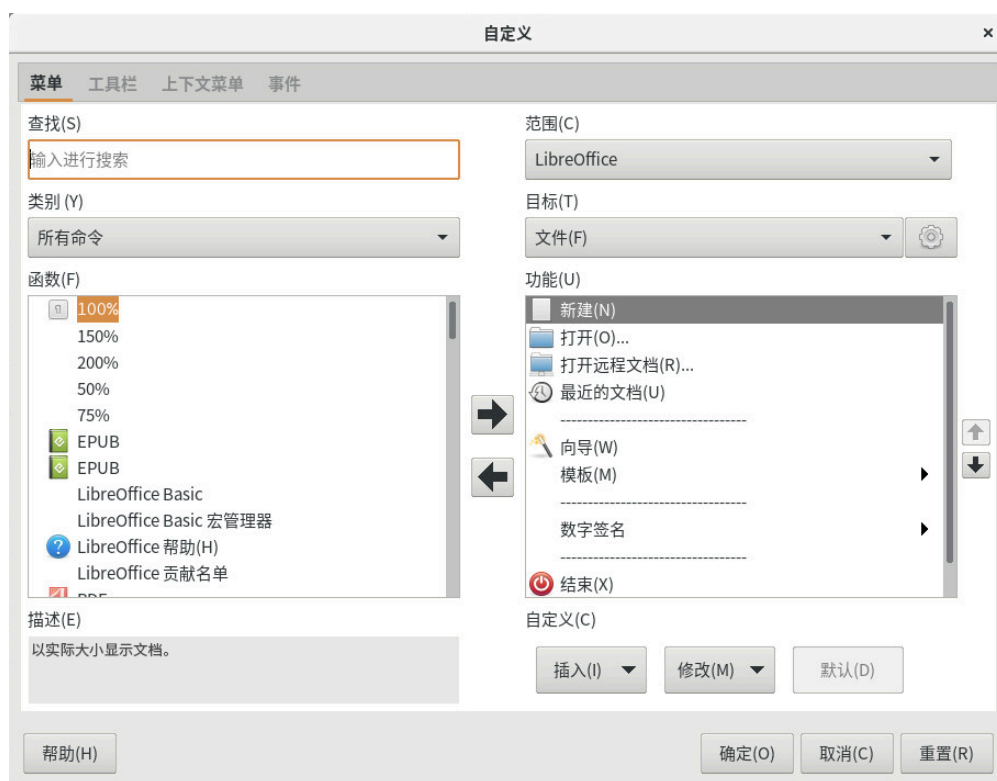 自定义
×
菜单 工具栏 上下文菜单 事件
查找(S)
输入进行搜索
类别 (Y)
所有命令
函数(F)
100%
150%
200%
50%
75%
EPUB
EPUB
LibreOffice Basic
LibreOffice Basic 宏管理器
LibreOffice 帮助(H)
LibreOffice 贡献名单
描述(E)
以实际大小显示文档。
范围(C)
LibreOffice
目标(T)
文件(F)
功能(U)
新建(N)
打开(O)...
打开远程文档(R)...
最近的文档(U)
----------------------------------
向导(W)
模板(M)
----------------------------------
数字签名
----------------------------------
结束(X)
自定义(C)
插入(I) 修改(M) 默认(D)
帮助(H) 确定(O) 取消(C) 重置(R)